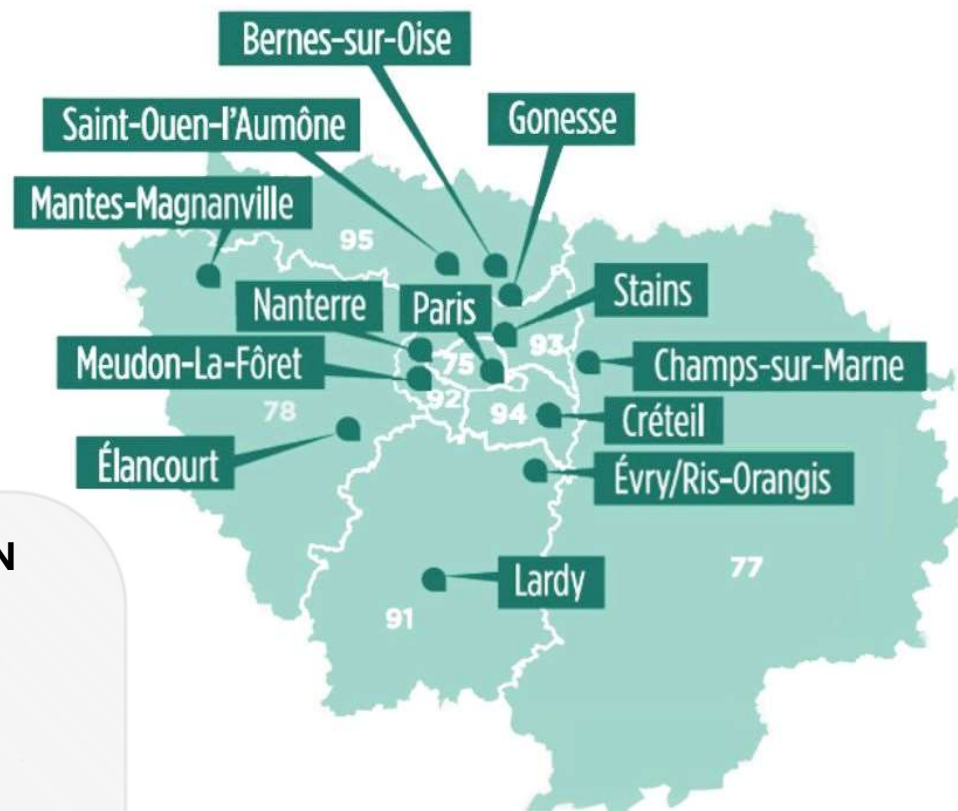 Bernes-sur-Oise
Gonesse
Saint-Ouen-l'Aumône
Mantes-Magnanville
95
Nanterre
Paris
Stains
93
75
Meudon-La-Fôret
Champs-sur-Marne
92
78
94
Créteil
Élancourt
Évry/Ris-Orangis
N
77
Lardy
91